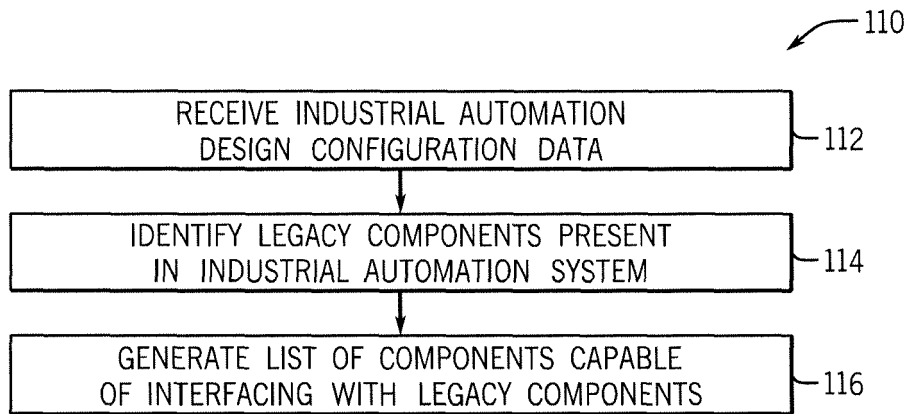 110
RECEIVE INDUSTRIAL AUTOMATION
DESIGN CONFIGURATION DATA
112
IDENTIFY LEGACY COMPONENTS PRESENT
IN INDUSTRIAL AUTOMATION SYSTEM
114
GENERATE LIST OF COMPONENTS CAPABLE
OF INTERFACING WITH LEGACY COMPONENTS
116